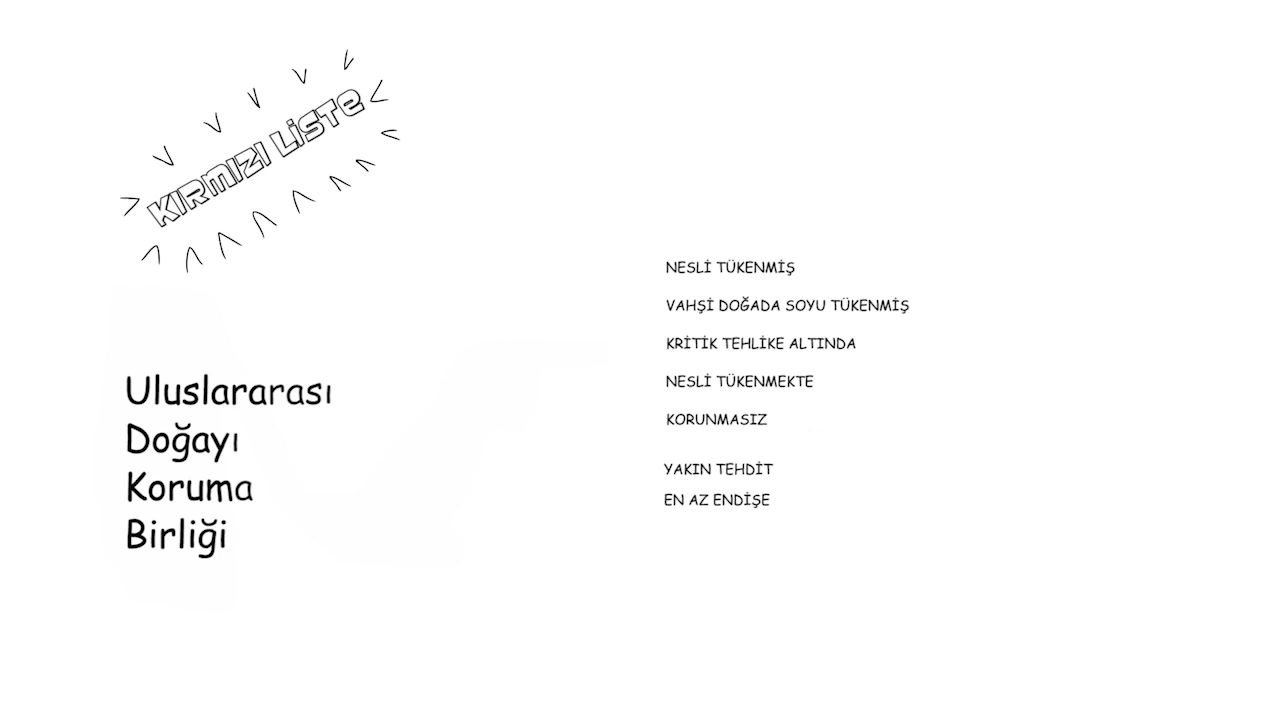 KIRMIZI LİSTE
Uluslararası
Doğayı
Koruma
Birliği
NESLİ TÜKENMİŞ
VAHŞİ DOĞADA SOYU TÜKENMİŞ
KRİTİK TEHLİKE ALTINDA
NESLİ TÜKENMEKTE
KORUNMASIZ
YAKIN TEHDİT
EN AZ ENDİŞE